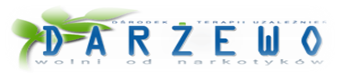 OŚRODEK TERAPII UZALEŻNIEŃ
DARŻEWO
wolni od narkotyków